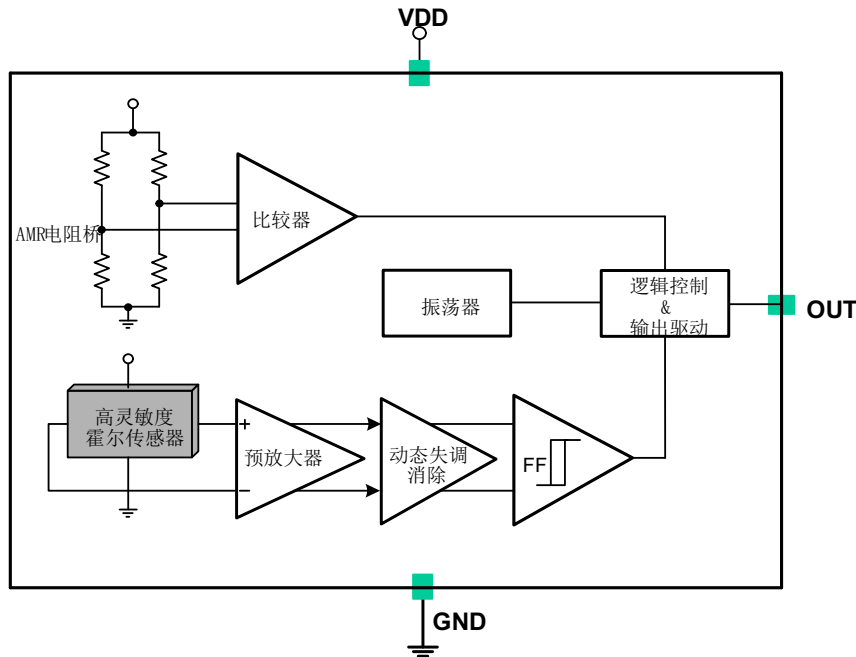 VDD
AMR电阻桥
比较器
振荡器
逻辑控制
&
输出驱动
OUT
高灵敏度
霍尔传感器
+
−
预放大器
动态失调
消除
FF
GND